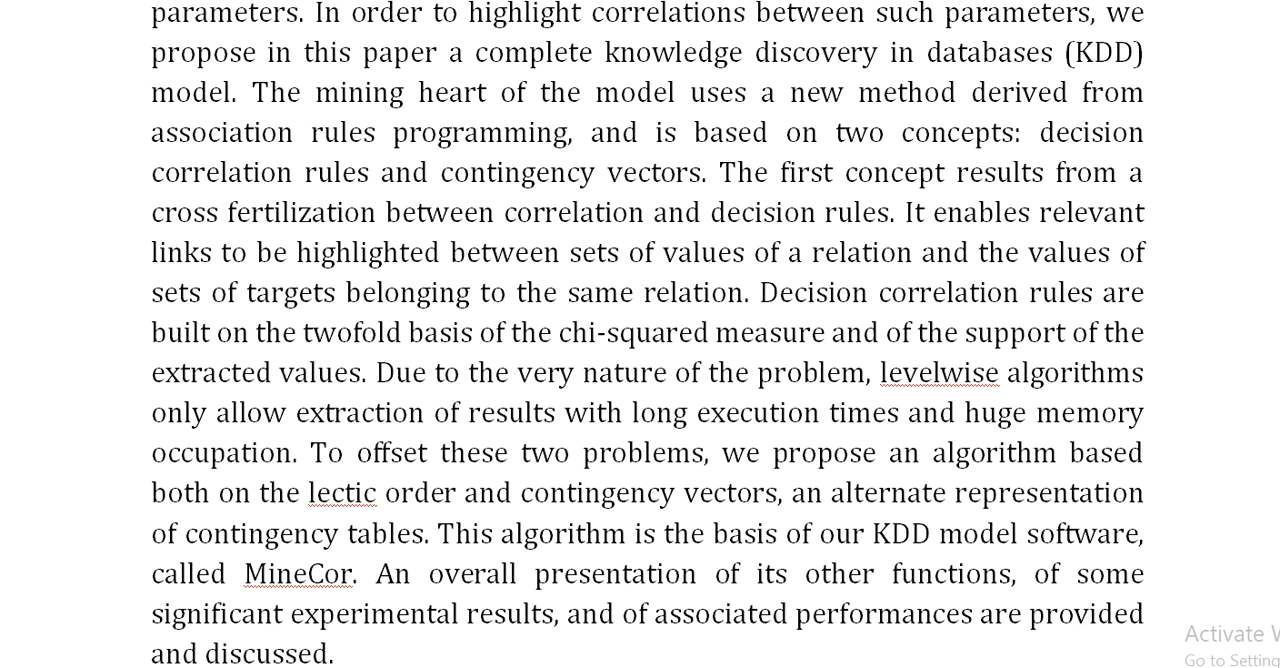 parameters. In order to highlight correlations between such parameters, we
propose in this paper a complete knowledge discovery in databases (KDD)
model. The mining heart of the model uses a new method derived from
association rules programming, and is based on two concepts: decision
correlation rules and contingency vectors. The first concept results from a
cross fertilization between correlation and decision rules. It enables relevant
links to be highlighted between sets of values of a relation and the values of
sets of targets belonging to the same relation. Decision correlation rules are
built on the twofold basis of the chi-squared measure and of the support of the
extracted values. Due to the very nature of the problem, levelwise algorithms
only allow extraction of results with long execution times and huge memory
occupation. To offset these two problems, we propose an algorithm based
both on the lectic order and contingency vectors, an alternate representation
of contingency tables. This algorithm is the basis of our KDD model software,
called MineCor. An overall presentation of its other functions, of some
significant experimental results, and of associated performances are provided
and discussed.
Activate
Go to Setting